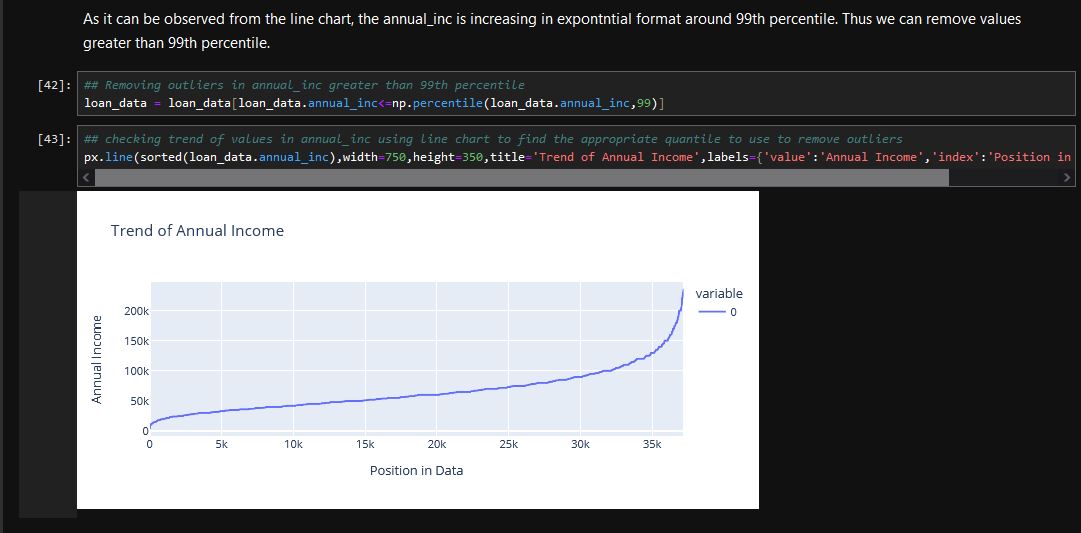 As it can be observed from the line chart, the annual_inc is increasing in expontntial format around 99th percentile. Thus we can remove values
greater than 99th percentile.
[42]: ## Removing outliers in annual_inc greater than 99th percentile
loan_data = loan_data[loan_data.annual_inc<=np.percentile(loan_data.annual_inc,99)]
[43]: ## checking trend of values in annual_inc using line chart to find the appropriate quantile to use to remove outliers
px.line(sorted(loan_data.annual_inc),width=750,height=350,title='Trend of Annual Income',labels={'value':'Annual Income','index':'Position in
Trend of Annual Income
variable
0
200k
150k
100k
50k
0
Annual Income
0 5k 10k 15k 20k 25k 30k 35k
Position in Data